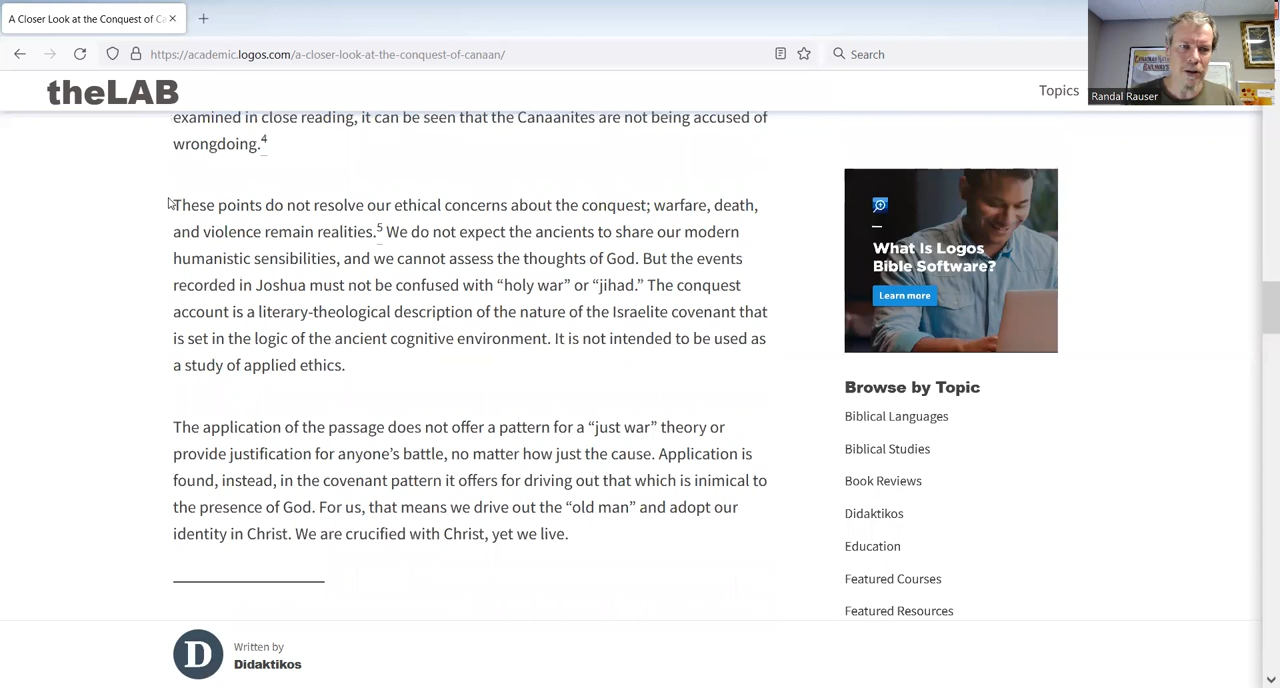 A Closer Look at the Conquest of Ca
https://academic.logos.com/a-closer-look-at-the-conquest-of-canaan/
Search
Randal Rauser
theLAB
Topics
examined in close reading, it can be seen that the Canaanites are not being accused of
wrongdoing.4
These points do not resolve our ethical concerns about the conquest; warfare, death,
and violence remain realities.5 We do not expect the ancients to share our modern
humanistic sensibilities, and we cannot assess the thoughts of God. But the events
recorded in Joshua must not be confused with “holy war” or “jihad.” The conquest
account is a literary-theological description of the nature of the Israelite covenant that
is set in the logic of the ancient cognitive environment. It is not intended to be used as
a study of applied ethics.
The application of the passage does not offer a pattern for a “just war” theory or
provide justification for anyone’s battle, no matter how just the cause. Application is
found, instead, in the covenant pattern it offers for driving out that which is inimical to
the presence of God. For us, that means we drive out the “old man” and adopt our
identity in Christ. We are crucified with Christ, yet we live.
Written by
Didaktikos
What Is Logos
Bible Software?
Learn more
Browse by Topic
Biblical Languages
Biblical Studies
Book Reviews
Didaktikos
Education
Featured Courses
Featured Resources